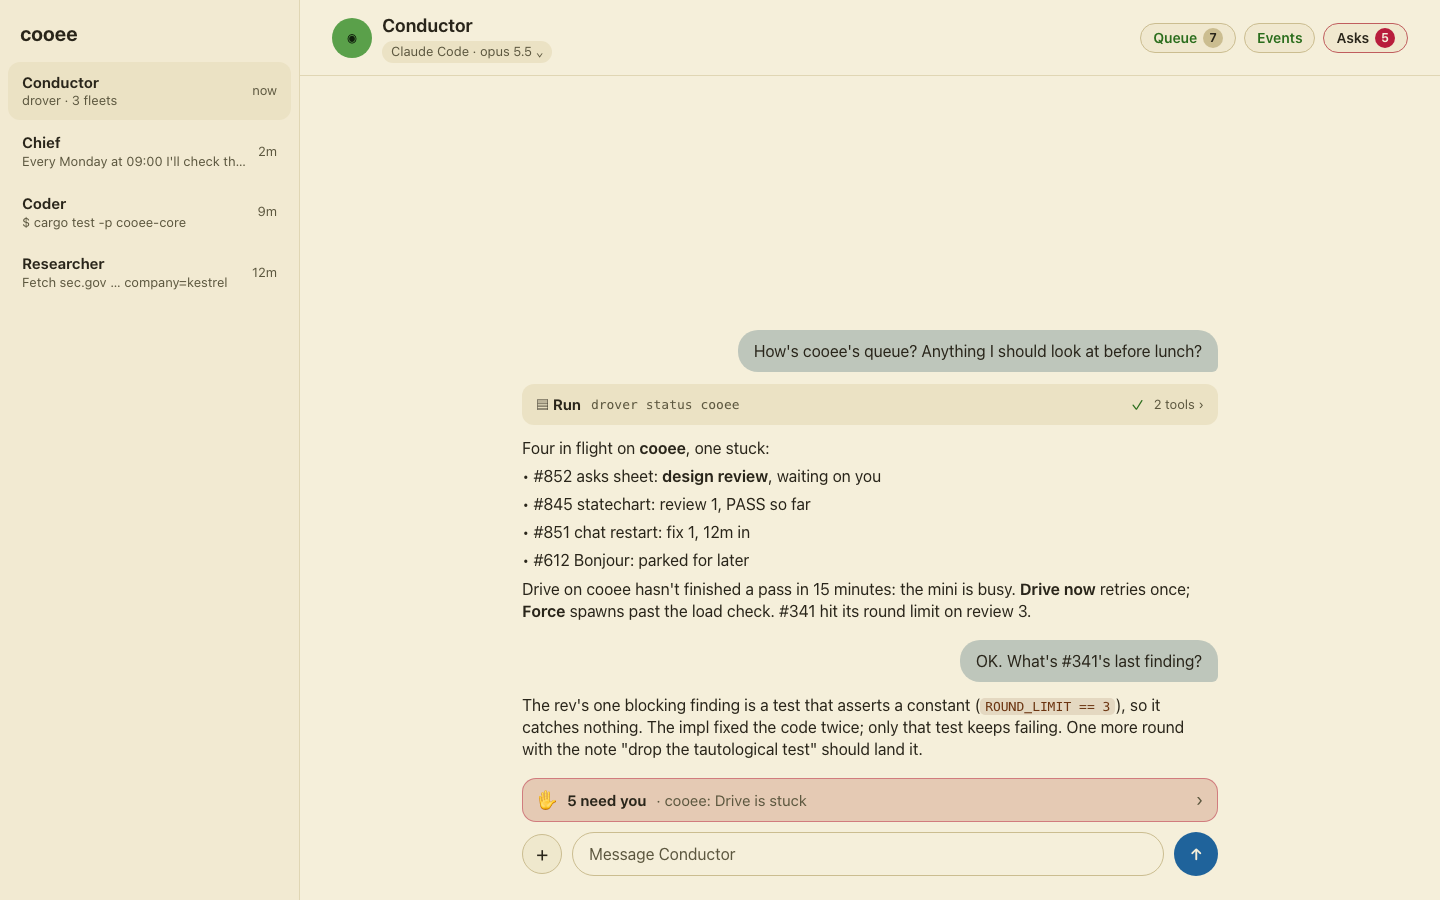 cooee
Conductor
drover · 3 fleets
now
Chief
Every Monday at 09:00 I'll check th…
2m
Coder
$ cargo test -p cooee-core
9m
Researcher
Fetch sec.gov … company=kestrel
12m
Conductor
Claude Code · opus 5.5 ⌄
Queue 7
Events
Asks 5
How's cooee's queue? Anything I should look at before lunch?
Run drover status cooee
✓ 2 tools ›
Four in flight on cooee, one stuck:
• #852 asks sheet: design review, waiting on you
• #845 statechart: review 1, PASS so far
• #851 chat restart: fix 1, 12m in
• #612 Bonjour: parked for later
Drive on cooee hasn't finished a pass in 15 minutes: the mini is busy. Drive now retries once;
Force spawns past the load check. #341 hit its round limit on review 3.
OK. What's #341's last finding?
The rev's one blocking finding is a test that asserts a constant (ROUND_LIMIT == 3), so it
catches nothing. The impl fixed the code twice; only that test keeps failing. One more round
with the note "drop the tautological test" should land it.
✋ 5 need you · cooee: Drive is stuck ›
+
Message Conductor